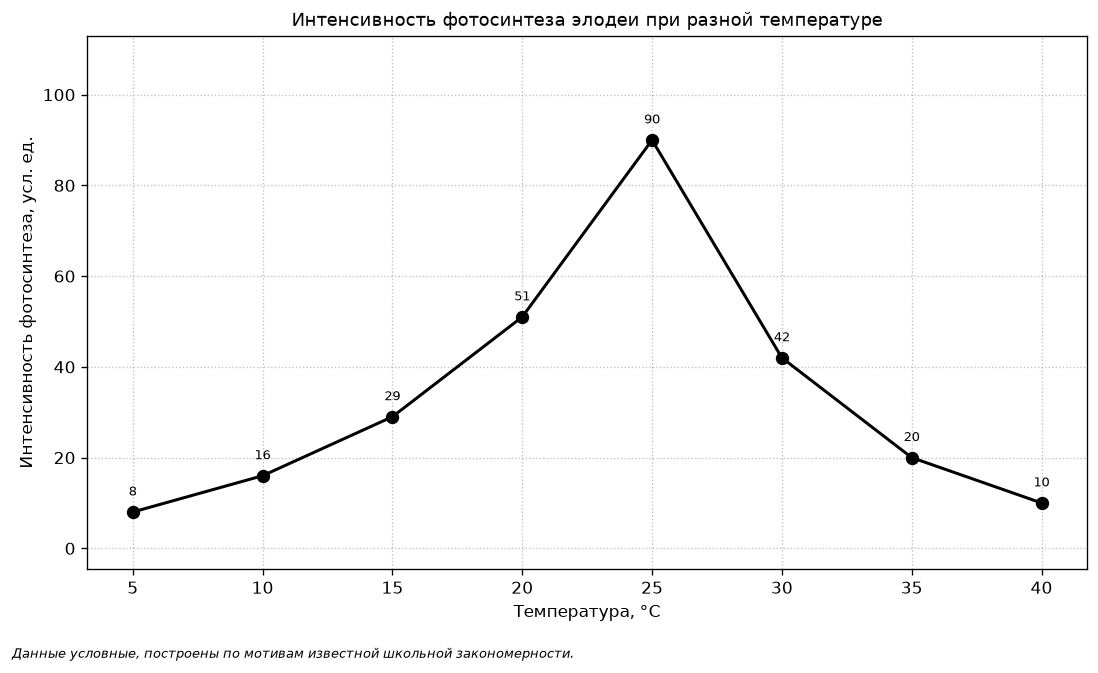 Интенсивность фотосинтеза элодеи при разной температуре
Интенсивность фотосинтеза, усл. ед.
100
80
60
40
20
0
8
16
29
51
90
42
20
10
5 10 15 20 25 30 35 40
Температура, °C
Данные условные, построены по мотивам известной школьной закономерности.